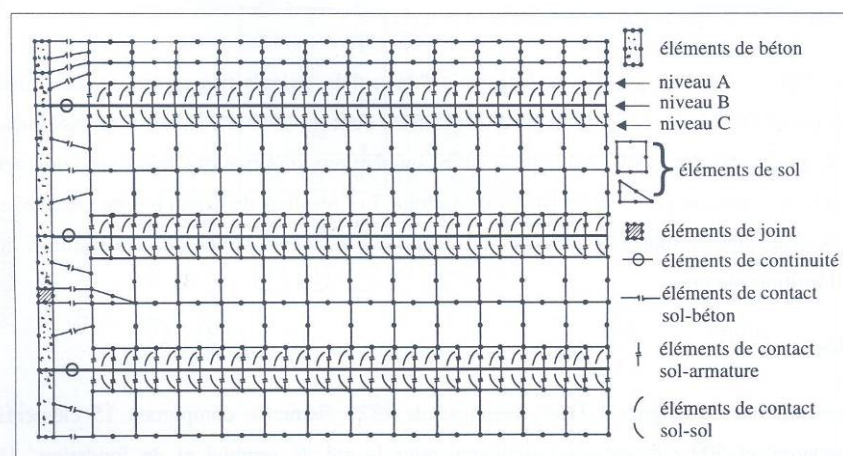 éléments de béton
niveau A
niveau B
niveau C
éléments de sol
éléments de joint
éléments de continuité
éléments de contact
sol-béton
éléments de contact
sol-armature
éléments de contact
sol-sol